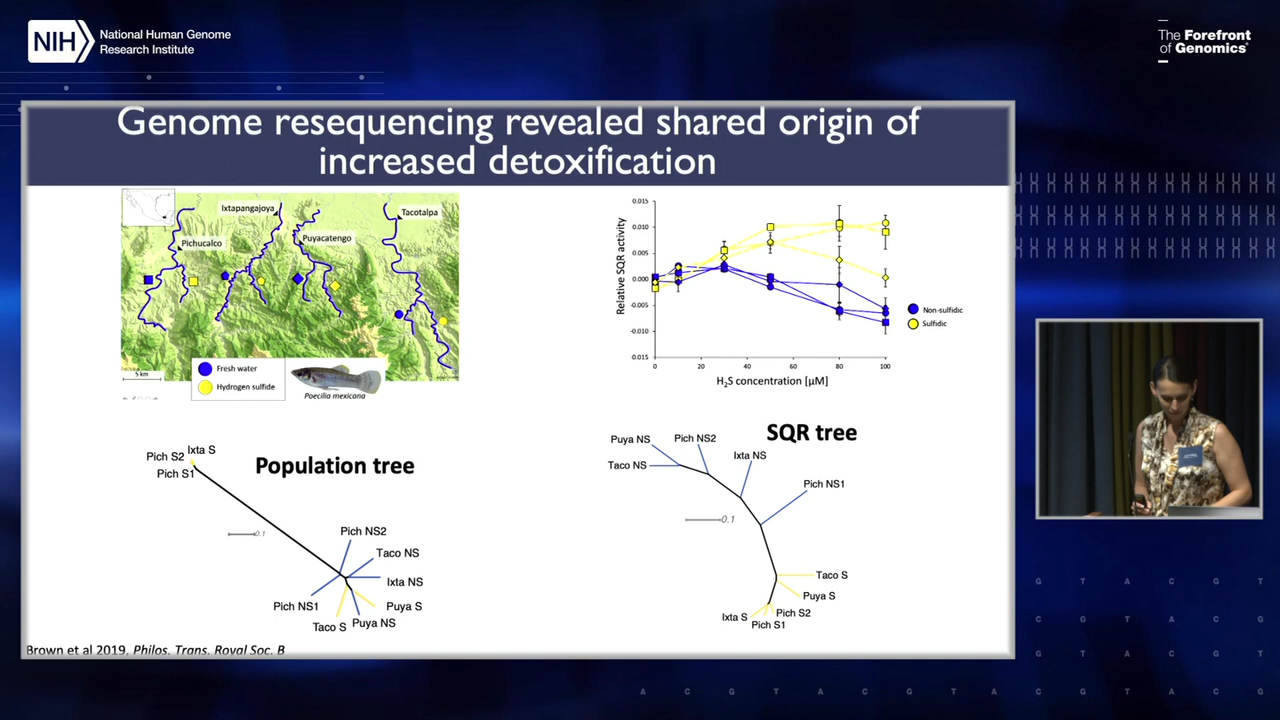 NIH
National Human Genome
Research Institute
The Forefront
of Genomics®
Genome resequencing revealed shared origin of
increased detoxification
Ixtapangajoya
Tacotalpa
Pichucalco
Puyacatengo
5 km
Fresh water
Hydrogen sulfide
Poecilia mexicana
Relative SQR activity
0.015
0.010
0.005
0.000
-0.005
-0.010
0.015
0
20
40
60
80
100
H₂S concentration [µM]
Non-sulfidic
Sulfidic
Population tree
Pich S2
Ixta S
Pich S1
0.1
Pich NS2
Taco NS
Ixta NS
Pich NS1
Puya S
Taco S
Puya NS
SQR tree
Puya NS
Pich NS2
Taco NS
Ixta NS
Pich NS1
0.1
Taco S
Puya S
Ixta S
Pich S2
Pich S1
Brown et al 2019, Philos. Trans. Royal Soc. B
G T A C G T
C G T A C G
G T A C G T
A C G T A C G T A C G T A C G